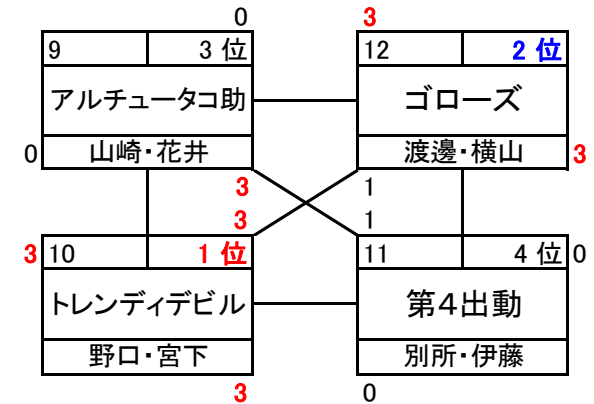 0 3
9 3 位 12 2 位
アルチュータコ助 ゴローズ
0 山崎・花井 渡邊・横山 3
3 1
3 1
3 10 1 位 11 4 位 0
トレンディデビル 第4出動
野口・宮下 別所・伊藤
3 0